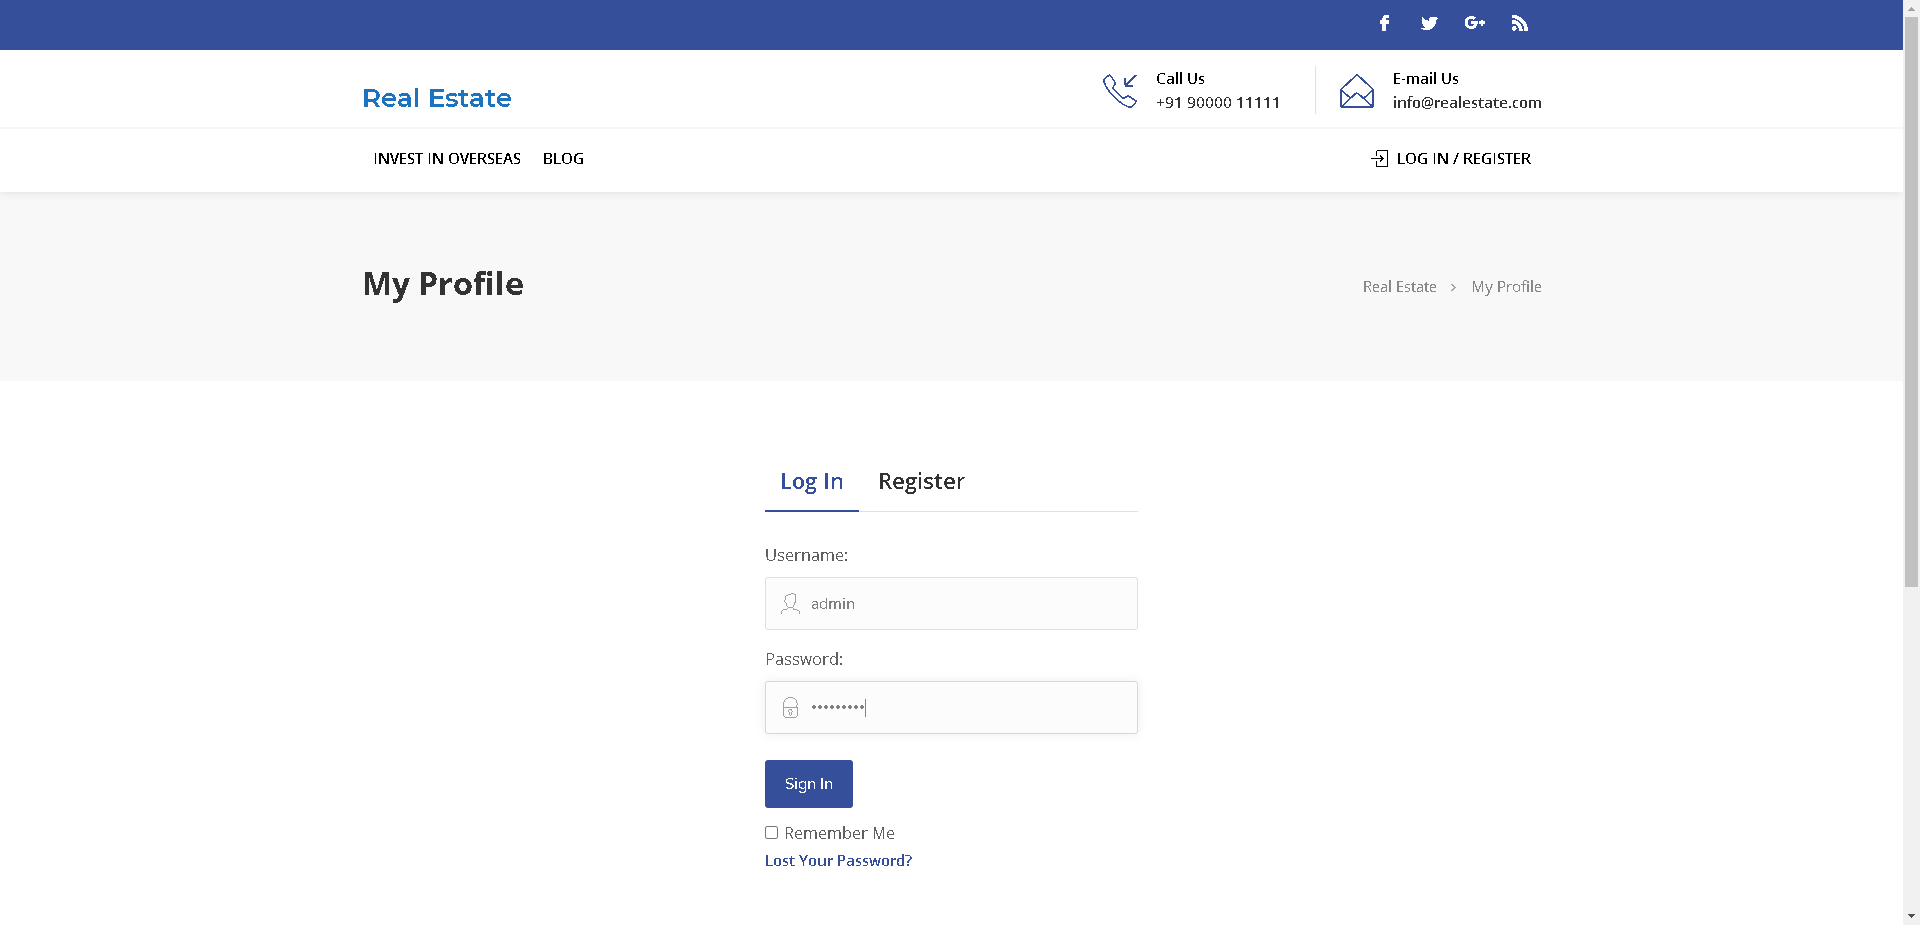 Real Estate
Call Us
+91 90000 11111
E-mail Us
info@realestate.com
INVEST IN OVERSEAS BLOG
LOG IN / REGISTER
My Profile
Real Estate > My Profile
Log In Register
Username:
admin
Password:
•••••••••
Sign In
Remember Me
Lost Your Password?